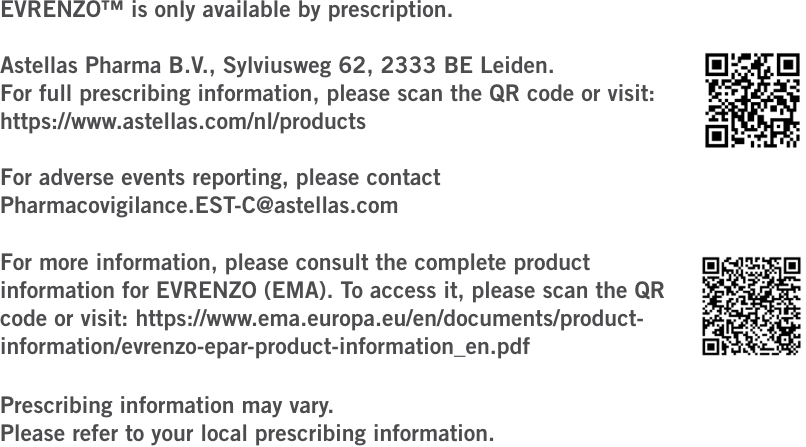 EVRENZO™ is only available by prescription.
Astellas Pharma B.V., Sylviusweg 62, 2333 BE Leiden.
For full prescribing information, please scan the QR code or visit:
https://www.astellas.com/nl/products
For adverse events reporting, please contact
Pharmacovigilance.EST-C@astellas.com
For more information, please consult the complete product
information for EVRENZO (EMA). To access it, please scan the QR
code or visit: https://www.ema.europa.eu/en/documents/product-
information/evrenzo-epar-product-information_en.pdf
Prescribing information may vary.
Please refer to your local prescribing information.